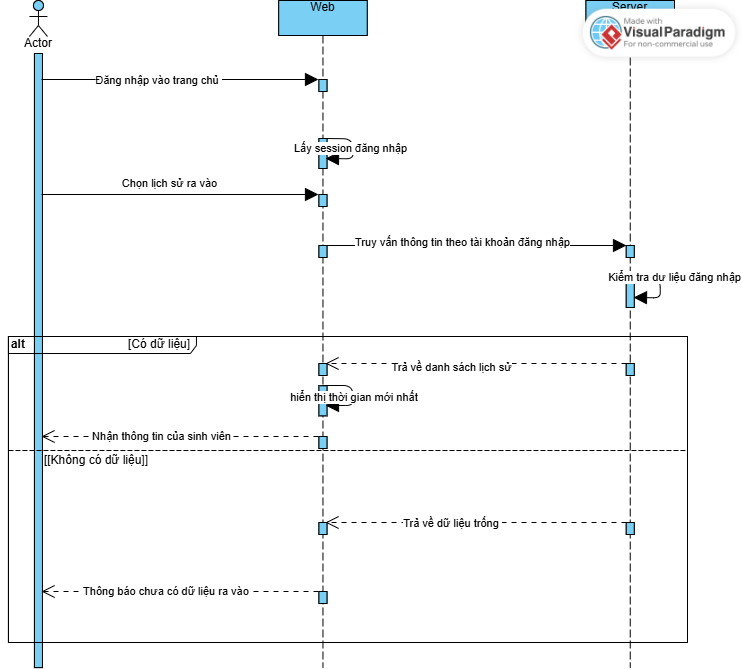 Web
Server
Made with
VisualParadigm
For non-commercial use
Actor
Đăng nhập vào trang chủ
Lấy session đăng nhập
Chọn lịch sử ra vào
Truy vấn thông tin theo tài khoản đăng nhập
Kiểm tra dư liệu đăng nhập
alt
[Có dữ liệu]
Trả về danh sách lịch sử
hiển thị thời gian mới nhất
Nhận thông tin của sinh viên
[[Không có dữ liệu]]
Trả về dữ liệu trống
Thông báo chưa có dữ liệu ra vào